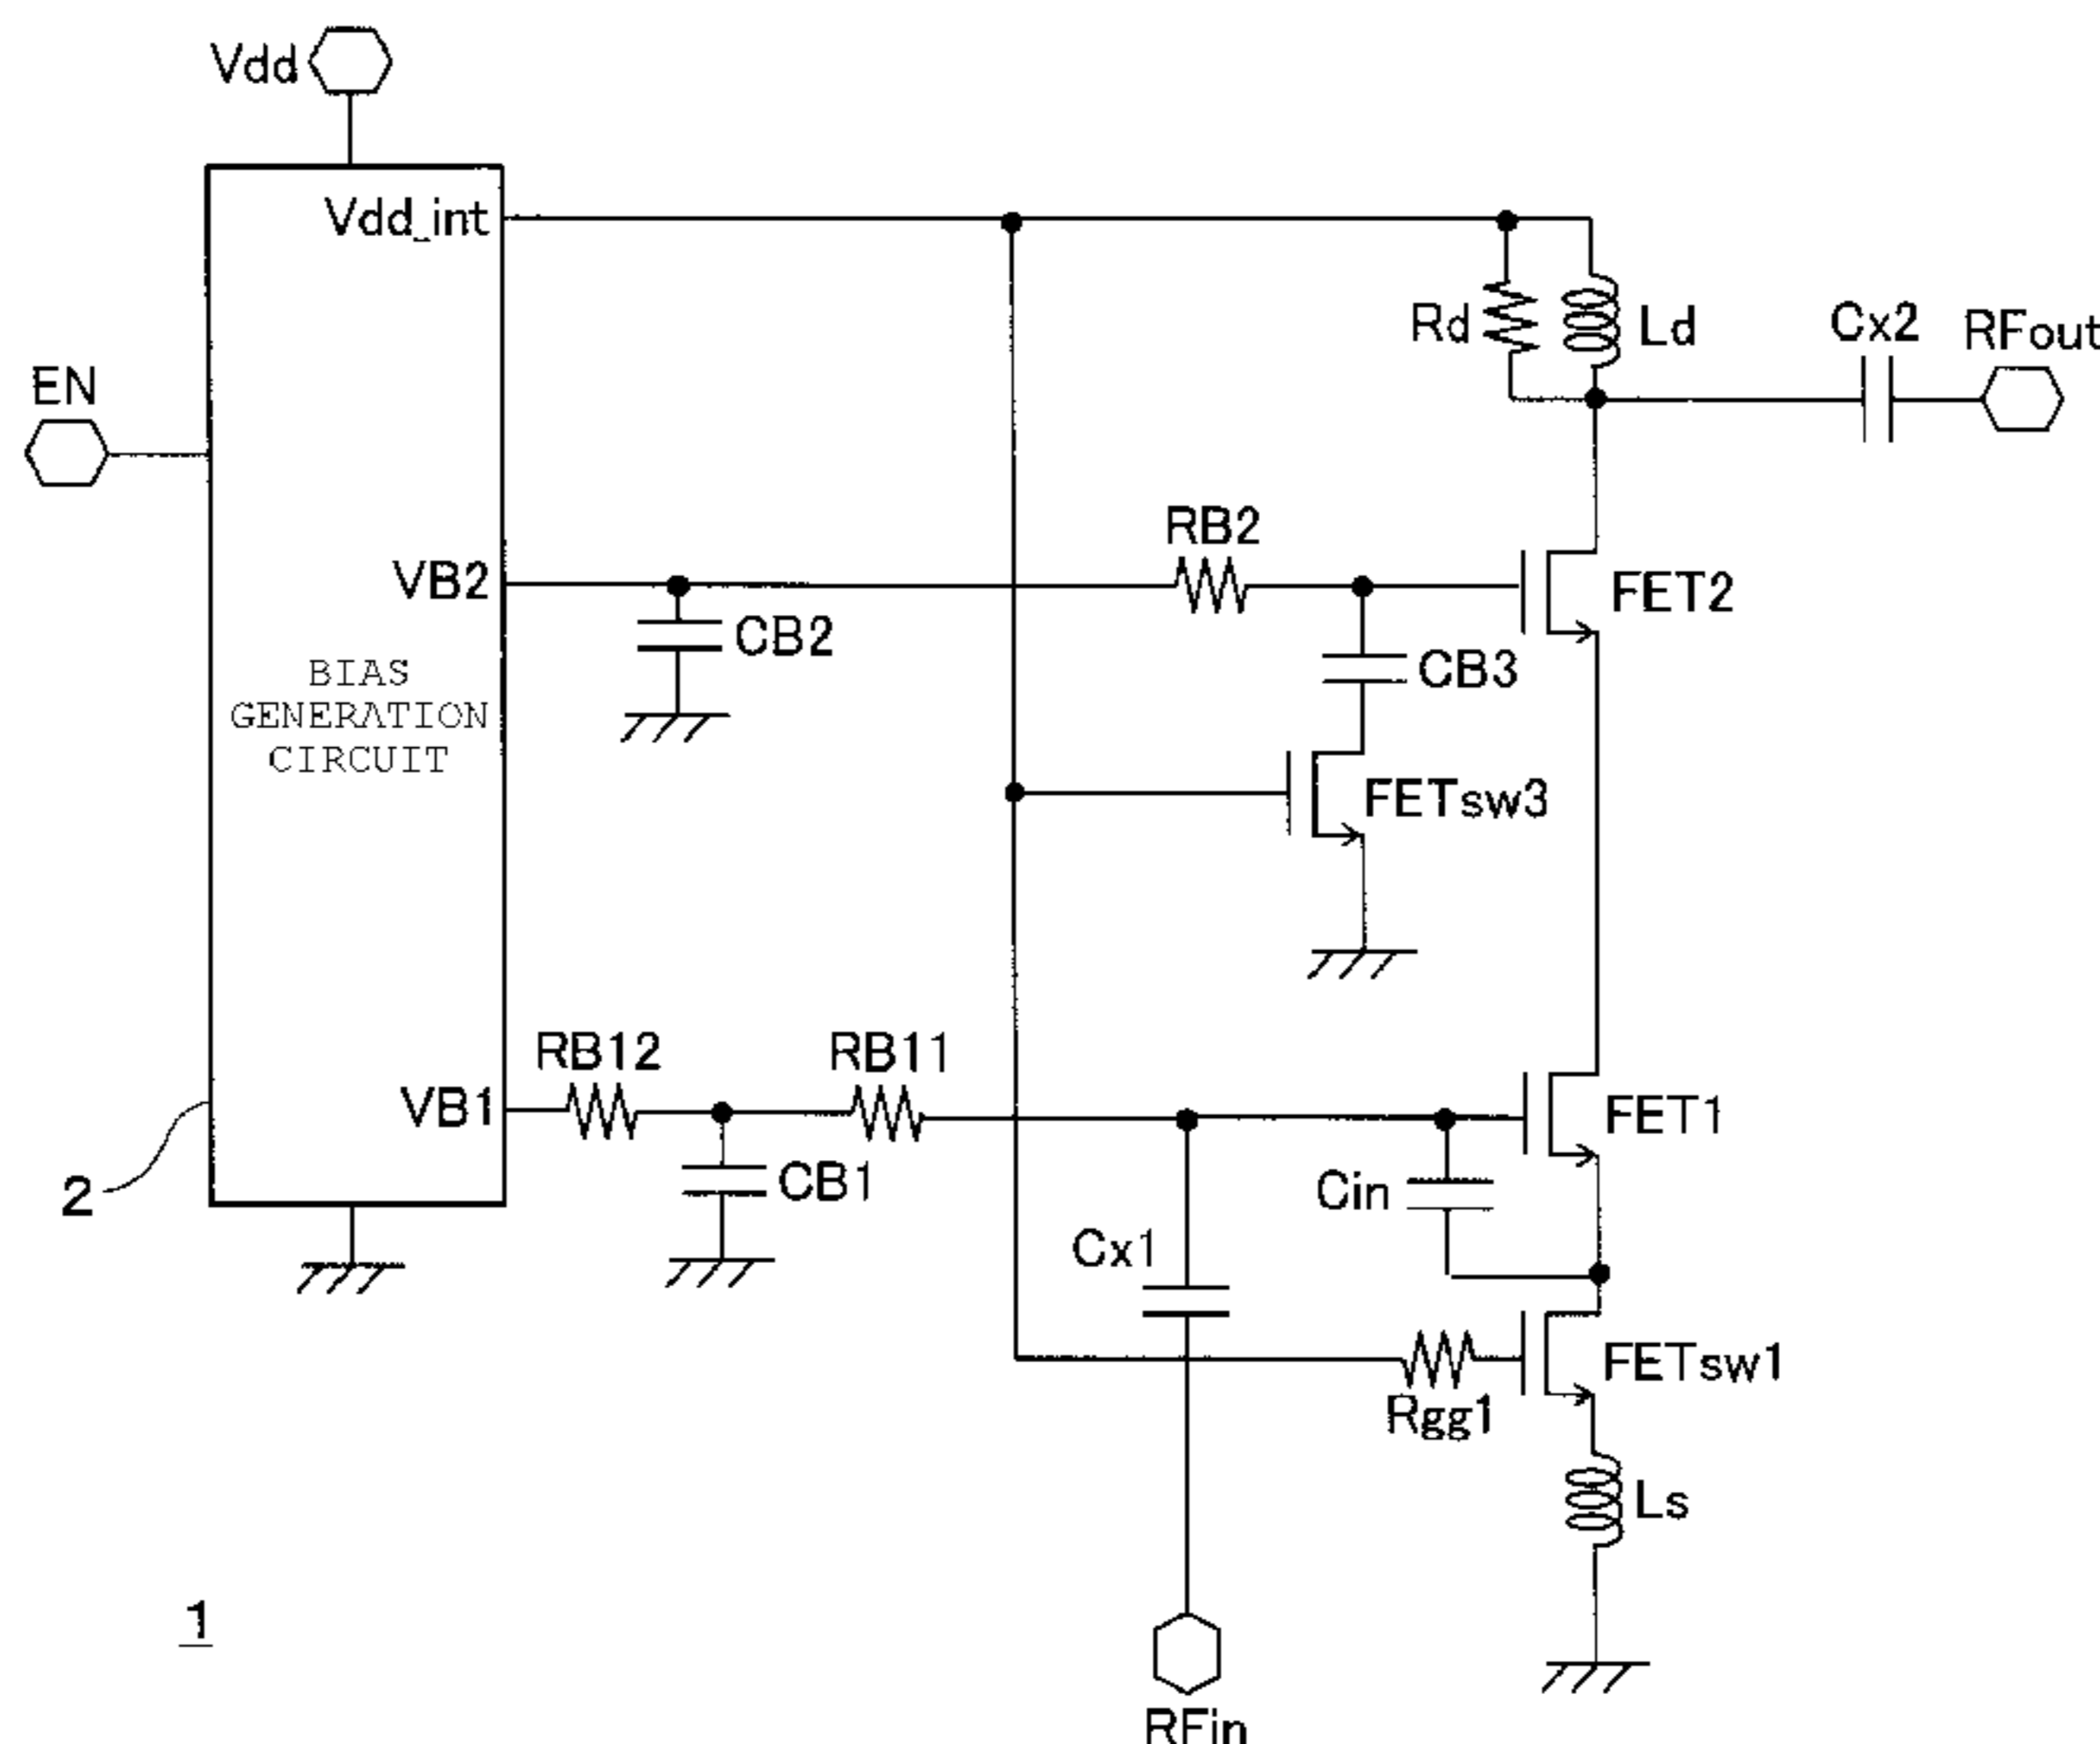 Vdd
Vdd_int
Rd
Ld
Cx2
RFout
EN
RB2
VB2
FET2
CB2
CB3
BIAS
GENERATION
CIRCUIT
FETsw3
RB12
RB11
VB1
FET1
2
CB1
Cin
Cx1
FETsw1
Rgg1
Ls
1
RFin